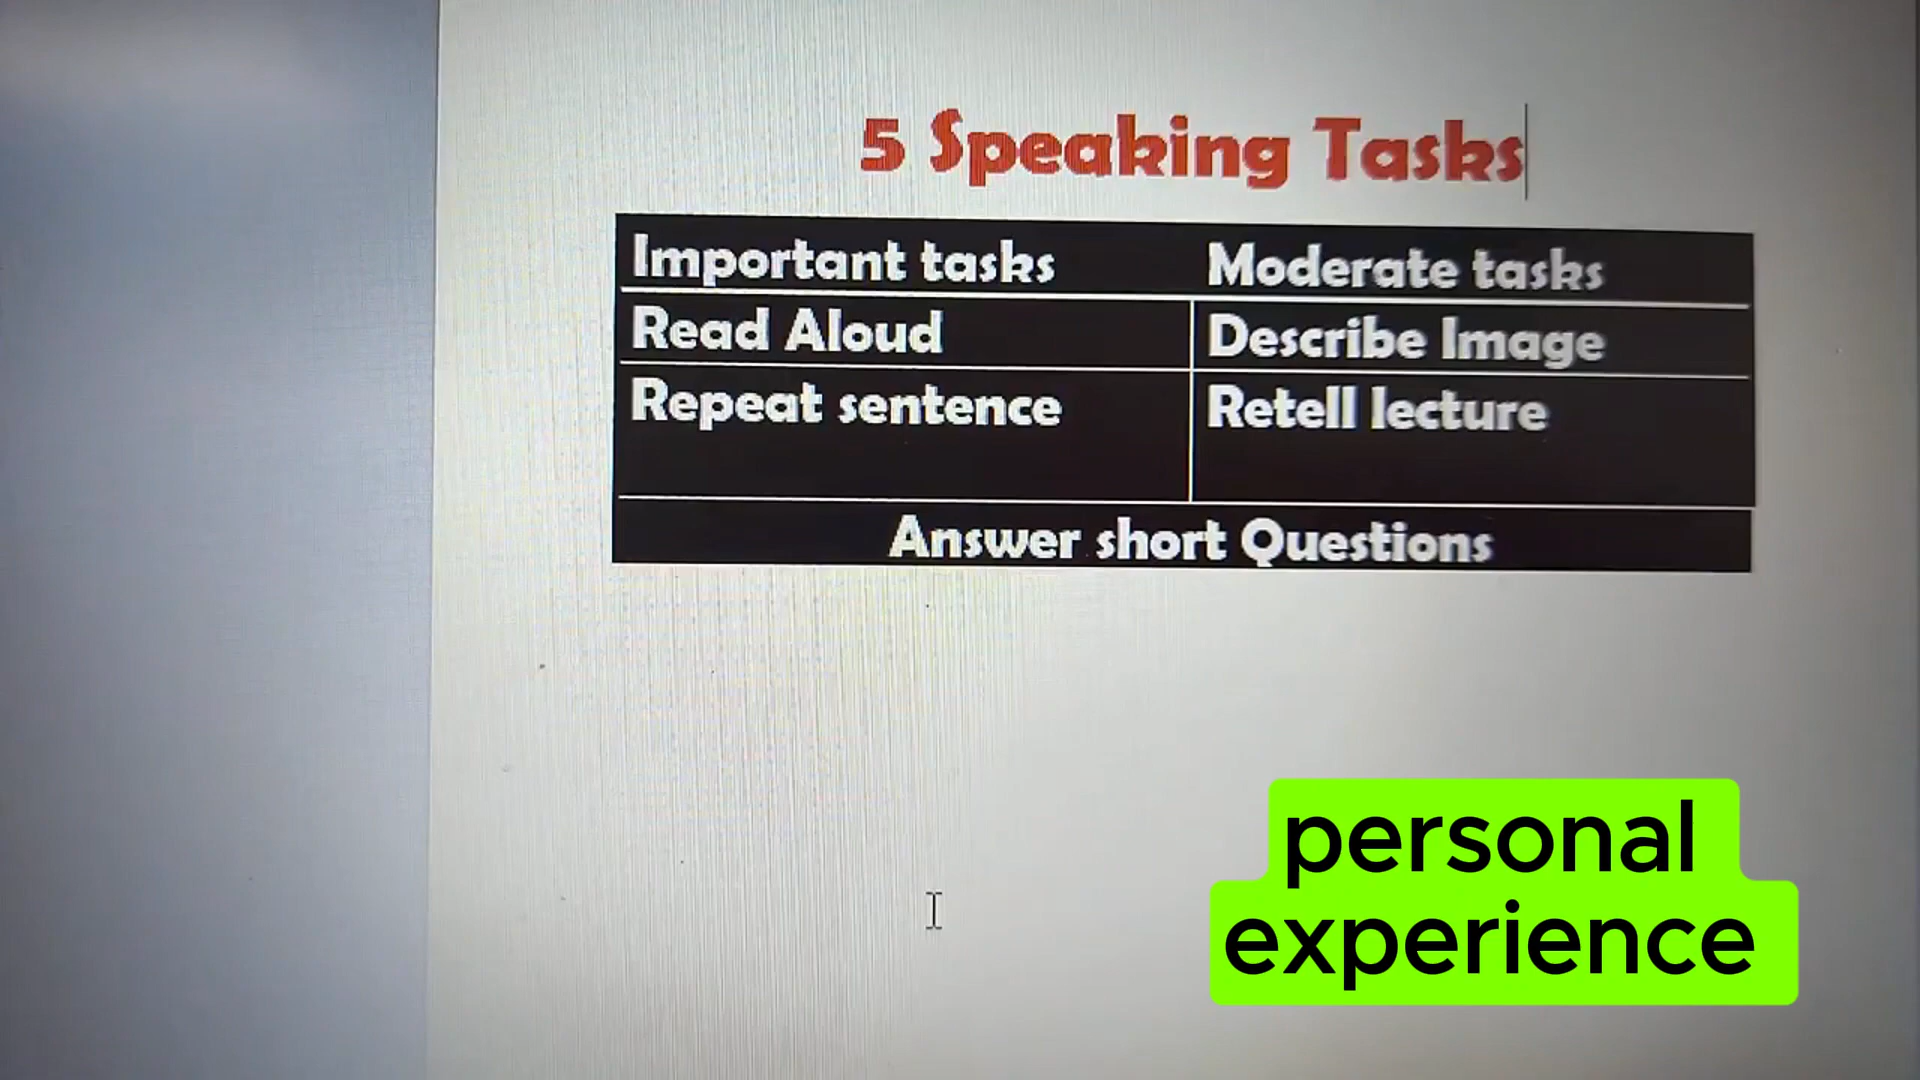 5 Speaking Tasks
Important tasks
Moderate tasks
Read Aloud
Describe Image
Repeat sentence
Retell lecture
Answer short Questions
personal
experience